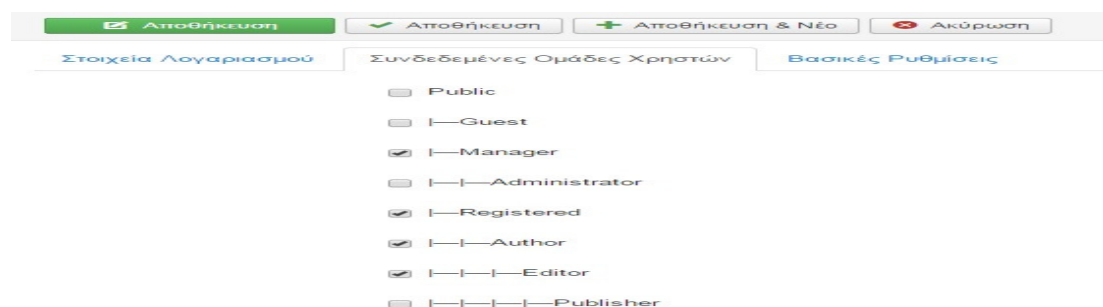 Αποθήκευση Αποθήκευση Αποθήκευση & Νέο Ακύρωση
Στοιχεία Λογαριασμού Συνδεδεμένες Ομάδες Χρηστών Βασικές Ρυθμίσεις
Public
|—Guest
|—Manager
|—|—Administrator
|—Registered
|—|—Author
|—|—|—Editor
|—|—|—|—Publisher